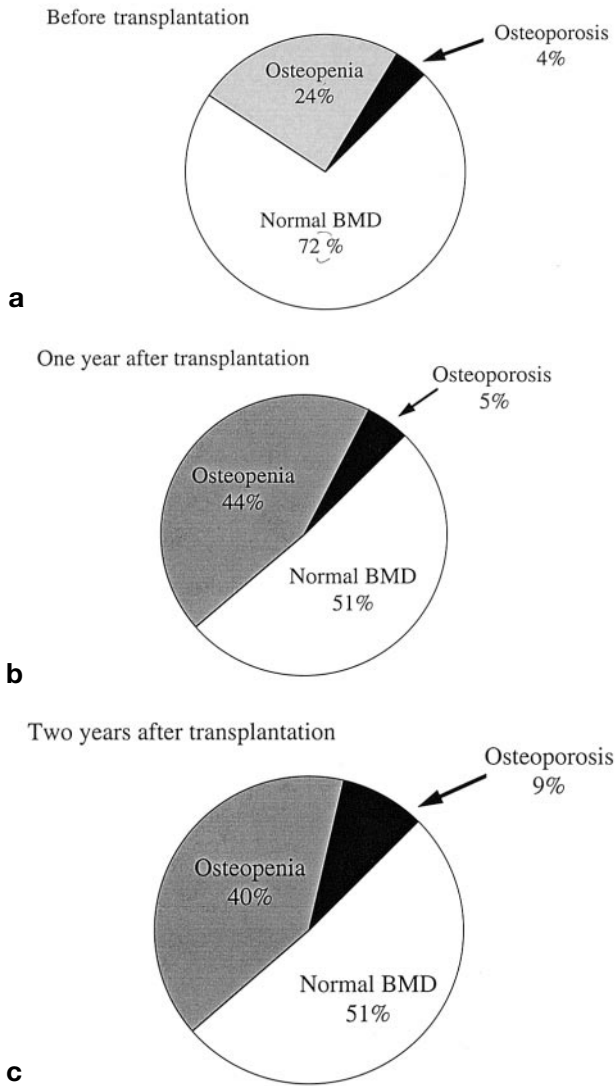 Before transplantation
Osteoporosis
4%
Osteopenia
24%
Normal BMD
72 %
a
One year after transplantation
Osteoporosis
5%
Osteopenia
44%
Normal BMD
51%
b
Two years after transplantation
Osteoporosis
9%
Osteopenia
40%
Normal BMD
51%
c